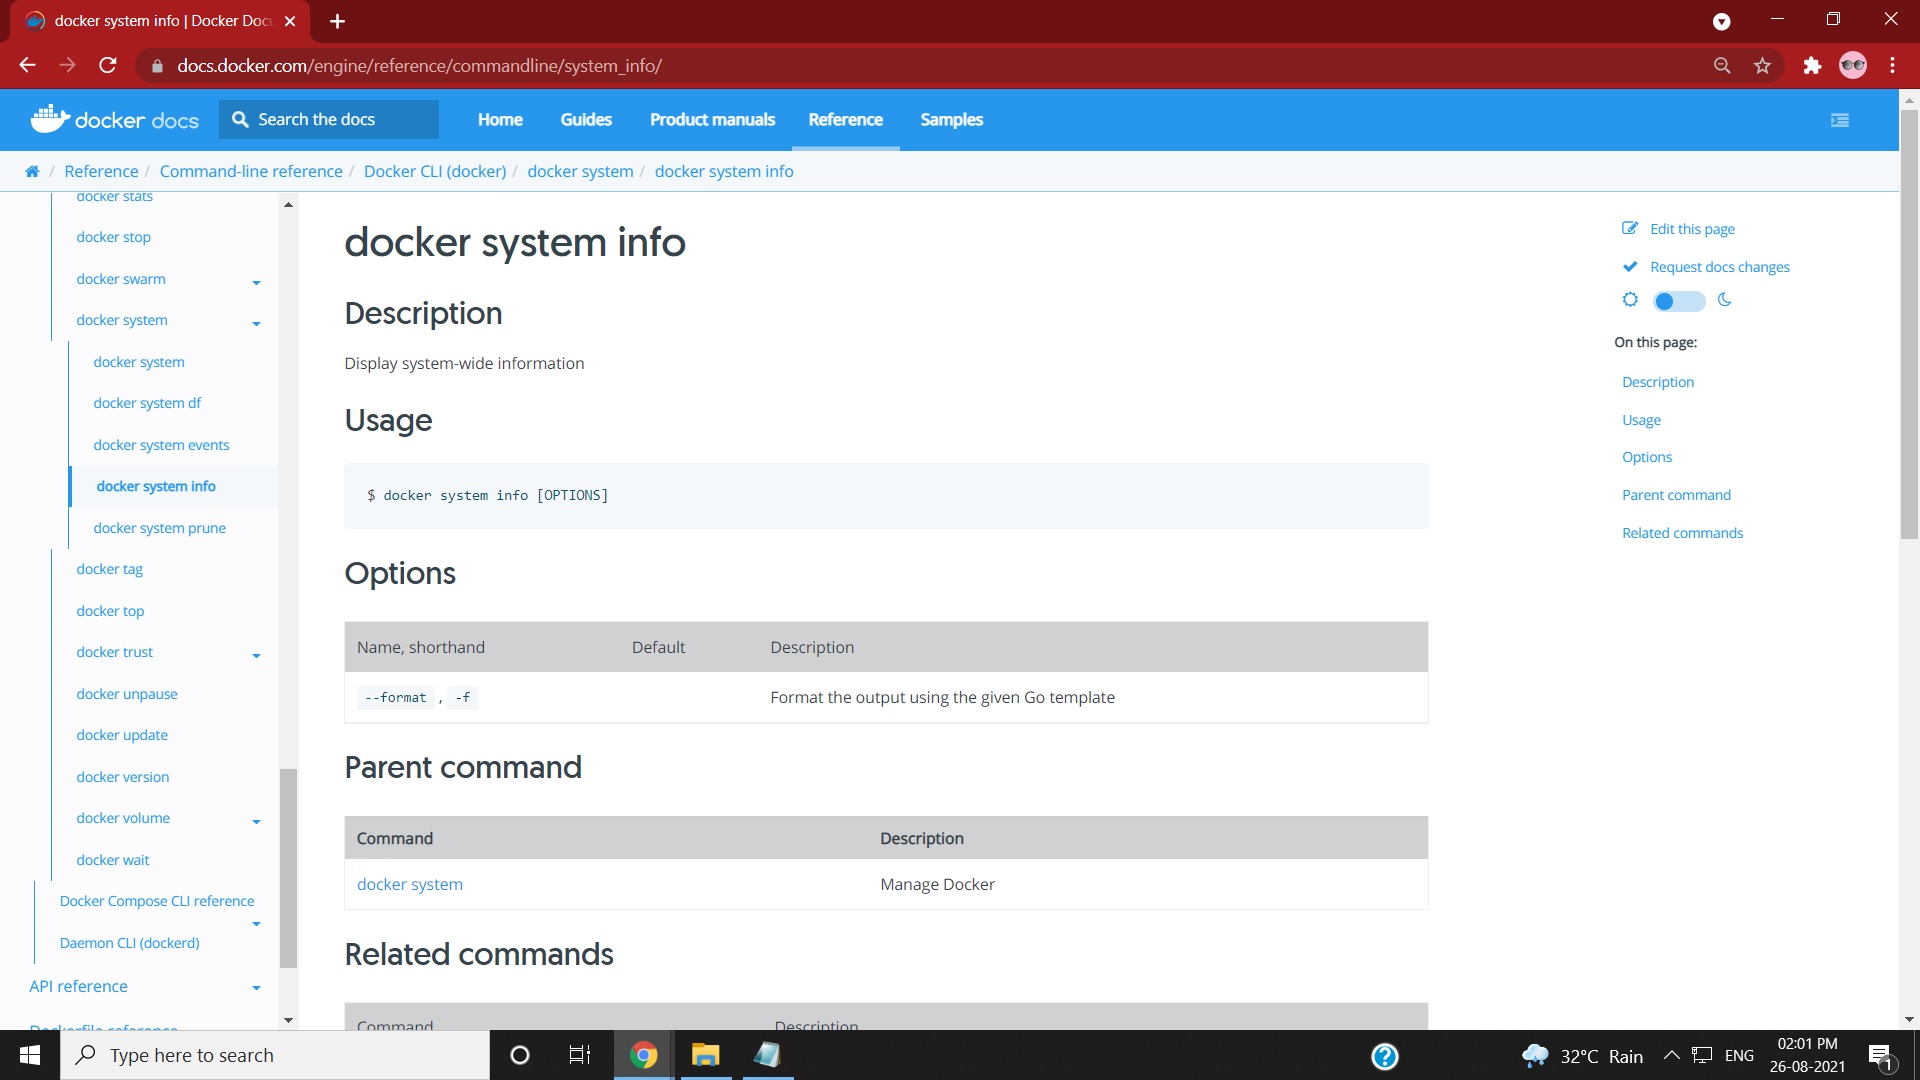 docker system info | Docker Doc
docs.docker.com/engine/reference/commandline/system_info/
docker docs
Search the docs
Home
Guides
Product manuals
Reference
Samples
/ Reference / Command-line reference / Docker CLI (docker) / docker system / docker system info
docker stats
docker stop
docker swarm
docker system
docker system
docker system df
docker system events
docker system info
docker system prune
docker tag
docker top
docker trust
docker unpause
docker update
docker version
docker volume
docker wait
Docker Compose CLI reference
Daemon CLI (dockerd)
API reference
Dockerfile reference
docker system info
Description
Display system-wide information
Usage
$ docker system info [OPTIONS]
Options
Name, shorthand Default Description
--format , -f Format the output using the given Go template
Parent command
Command Description
docker system Manage Docker
Related commands
Command Description
Edit this page
Request docs changes
On this page:
Description
Usage
Options
Parent command
Related commands
Type here to search
32°C Rain
ENG
02:01 PM
26-08-2021
1